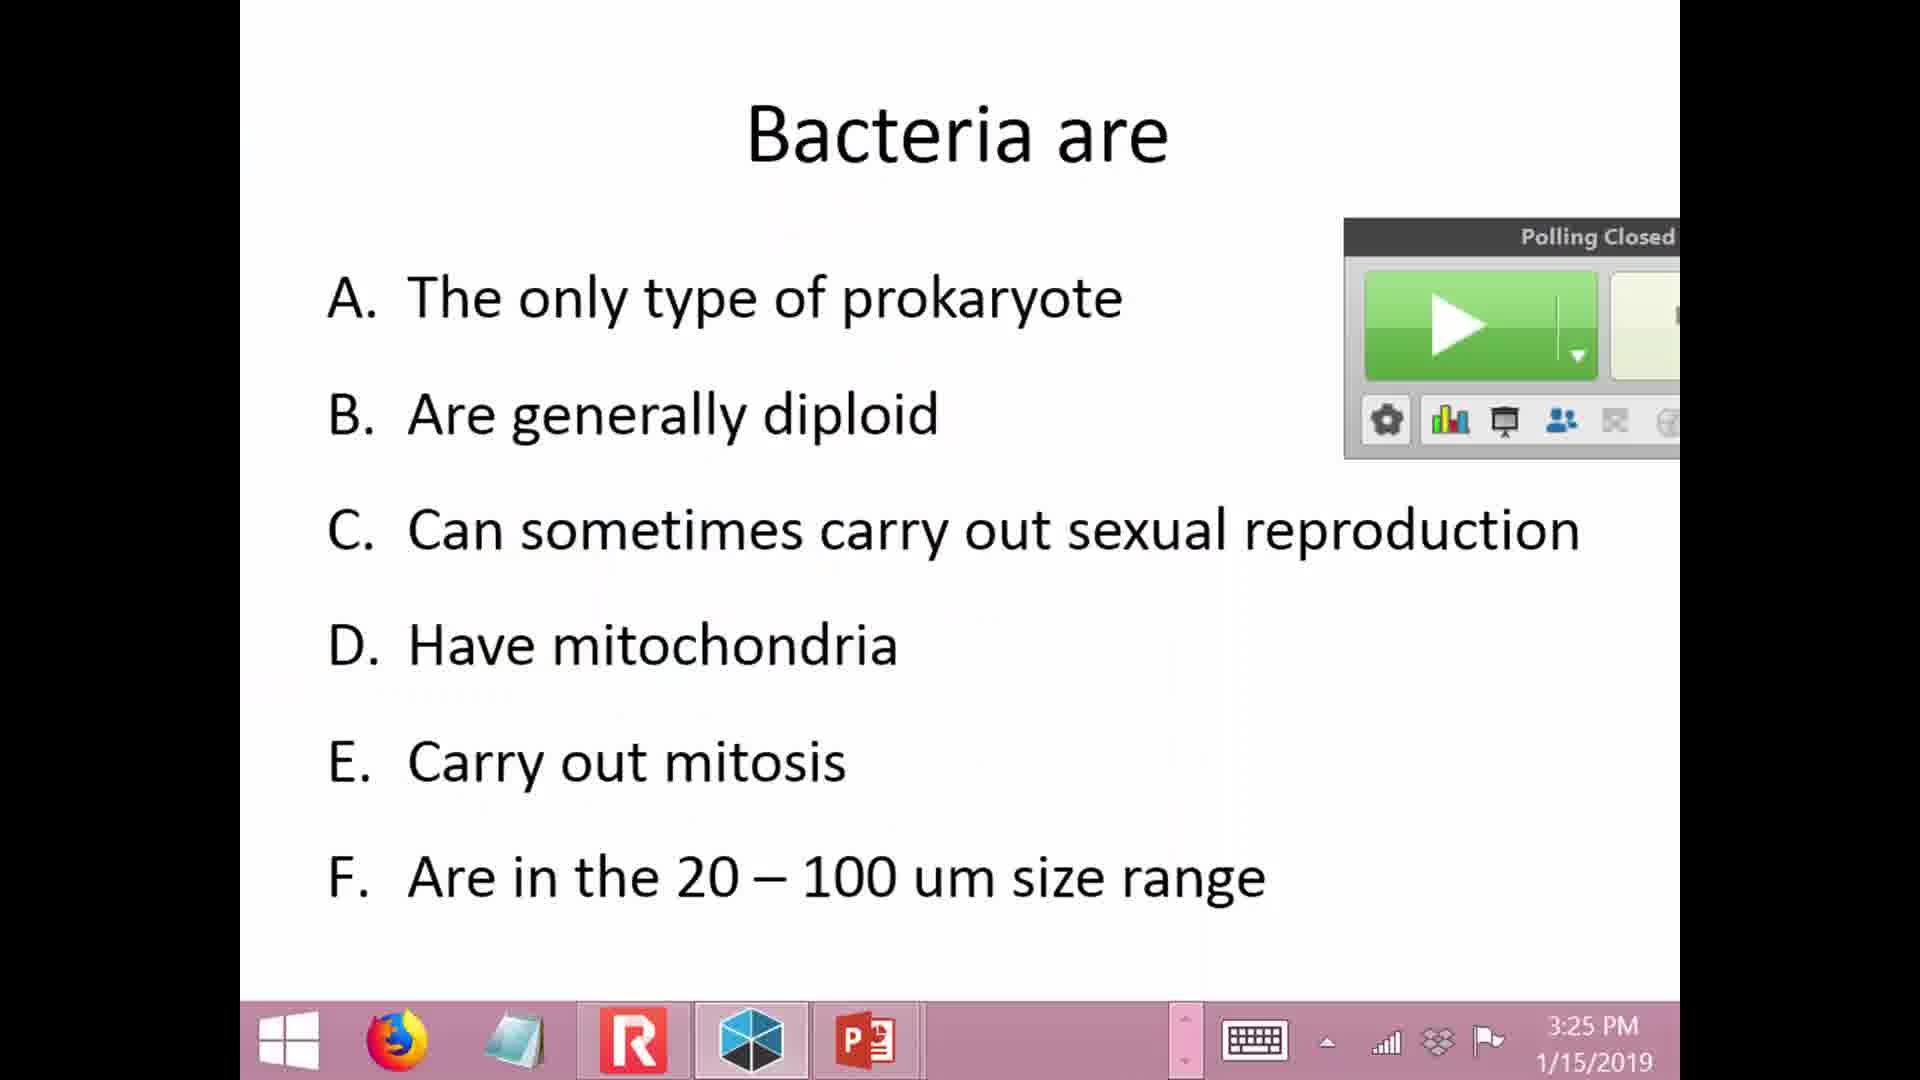 Bacteria are
Polling Closed
A. The only type of prokaryote
B. Are generally diploid
C. Can sometimes carry out sexual reproduction
D. Have mitochondria
E. Carry out mitosis
F. Are in the 20 – 100 um size range
3:25 PM
1/15/2019